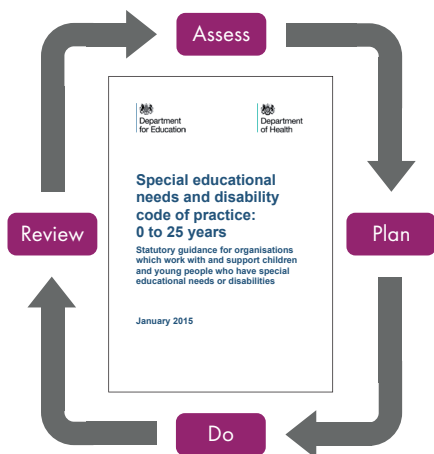 Assess
Department
for Education
Department
of Health
Special educational
needs and disability
code of practice:
0 to 25 years
Statutory guidance for organisations
which work with and support children
and young people who have special
educational needs or disabilities
January 2015
Review
Plan
Do